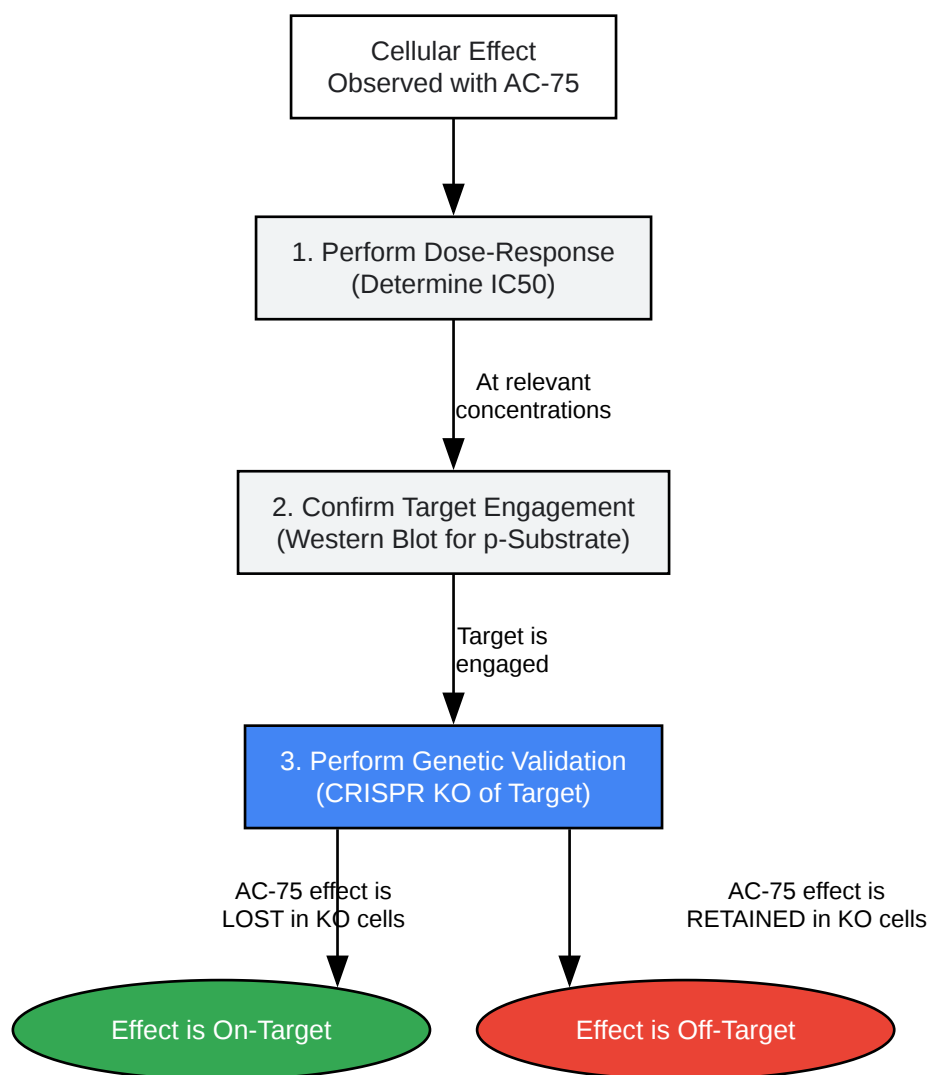 Cellular Effect
Observed with AC-75
1. Perform Dose-Response
(Determine IC50)
At relevant
concentrations
2. Confirm Target Engagement
(Western Blot for p-Substrate)
Target is
engaged
3. Perform Genetic Validation
(CRISPR KO of Target)
AC-75 effect is
LOST in KO cells
AC-75 effect is
RETAINED in KO cells
Effect is On-Target
Effect is Off-Target